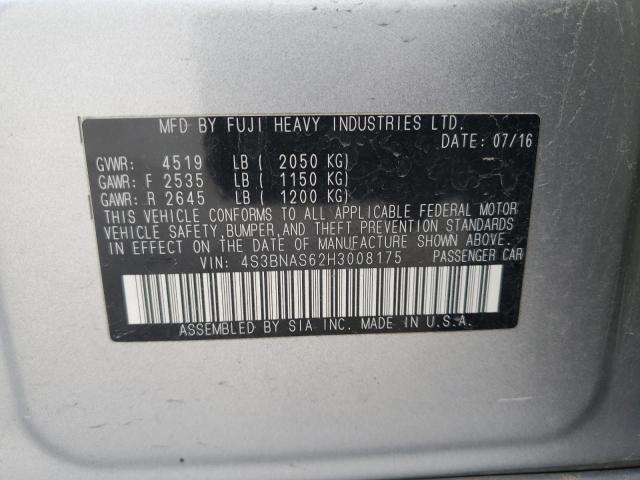 MFD BY FUJI HEAVY INDUSTRIES LTD.
DATE: 07/16
GVWR: 4519 LB ( 2050 KG)
GAWR: F 2535 LB ( 1150 KG)
GAWR: R 2645 LB ( 1200 KG)
THIS VEHICLE CONFORMS TO ALL APPLICABLE FEDERAL MOTOR
VEHICLE SAFETY, BUMPER, AND THEFT PREVENTION STANDARDS
IN EFFECT ON THE DATE OF MANUFACTURE SHOWN ABOVE.
VIN: 4S3BNAS62H3008175 PASSENGER CAR
ASSEMBLED BY SIA INC. MADE IN U.S.A.